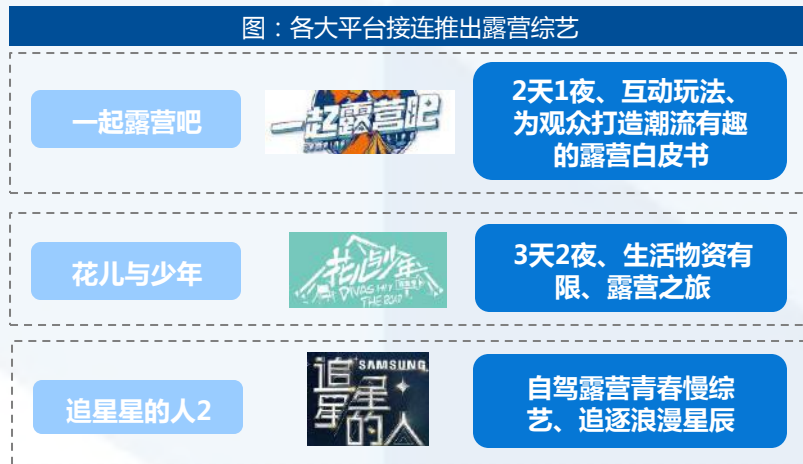 图：各大平台接连推出露营综艺
一起露营吧
一起露营吧
2天1夜、互动玩法、
为观众打造潮流有趣
的露营白皮书
花儿与少年
花儿与少年
DIVAS HIT
THE ROAD
3天2夜、生活物资有
限、露营之旅
追星星的人2
SAMSUNG
追星
星的人
自驾露营青春慢综
艺、追逐浪漫星辰